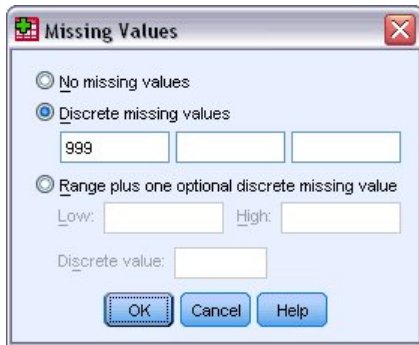 Missing Values
No missing values
Discrete missing values
999
Range plus one optional discrete missing value
Low: High:
Discrete value:
OK Cancel Help